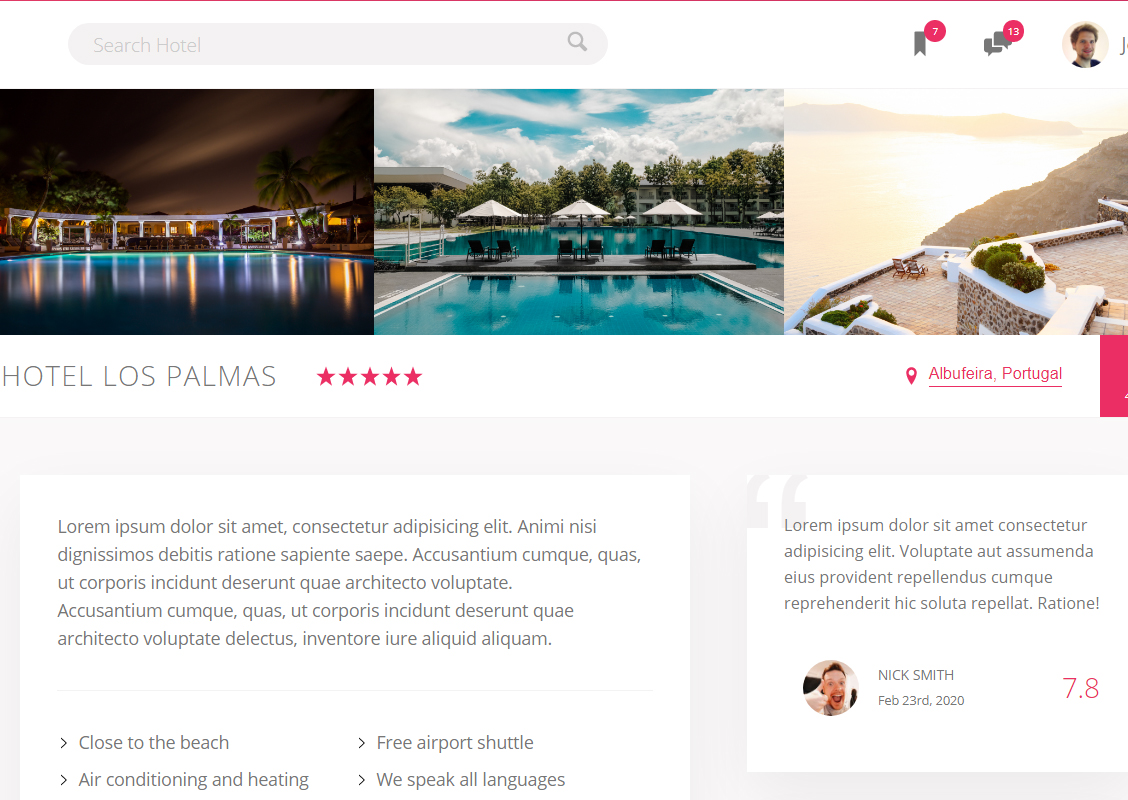 Search Hotel
7
13
HOTEL LOS PALMAS
Albufeira, Portugal
Lorem ipsum dolor sit amet, consectetur adipisicing elit. Animi nisi
dignissimos debitis ratione sapiente saepe. Accusantium cumque, quas,
ut corporis incidunt deserunt quae architecto voluptate.
Accusantium cumque, quas, ut corporis incidunt deserunt quae
architecto voluptate delectus, inventore iure aliquid aliquam.
Close to the beach
Free airport shuttle
Air conditioning and heating
We speak all languages
“
Lorem ipsum dolor sit amet consectetur
adipisicing elit. Voluptate aut assumenda
eius provident repellendus cumque
reprehenderit hic soluta repellat. Ratione!
NICK SMITH
Feb 23rd, 2020
7.8